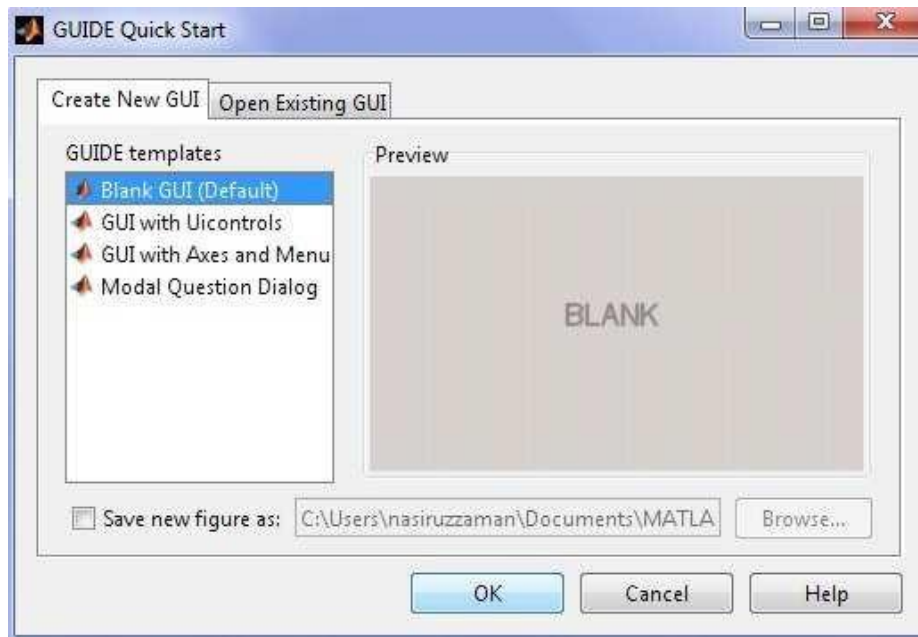 GUIDE Quick Start
Create New GUI
Open Existing GUI
GUIDE templates
Blank GUI (Default)
GUI with Uicontrols
GUI with Axes and Menu
Modal Question Dialog
Preview
BLANK
Save new figure as:
C:\Users\nasiruzzaman\Documents\MATLA
Browse...
OK
Cancel
Help